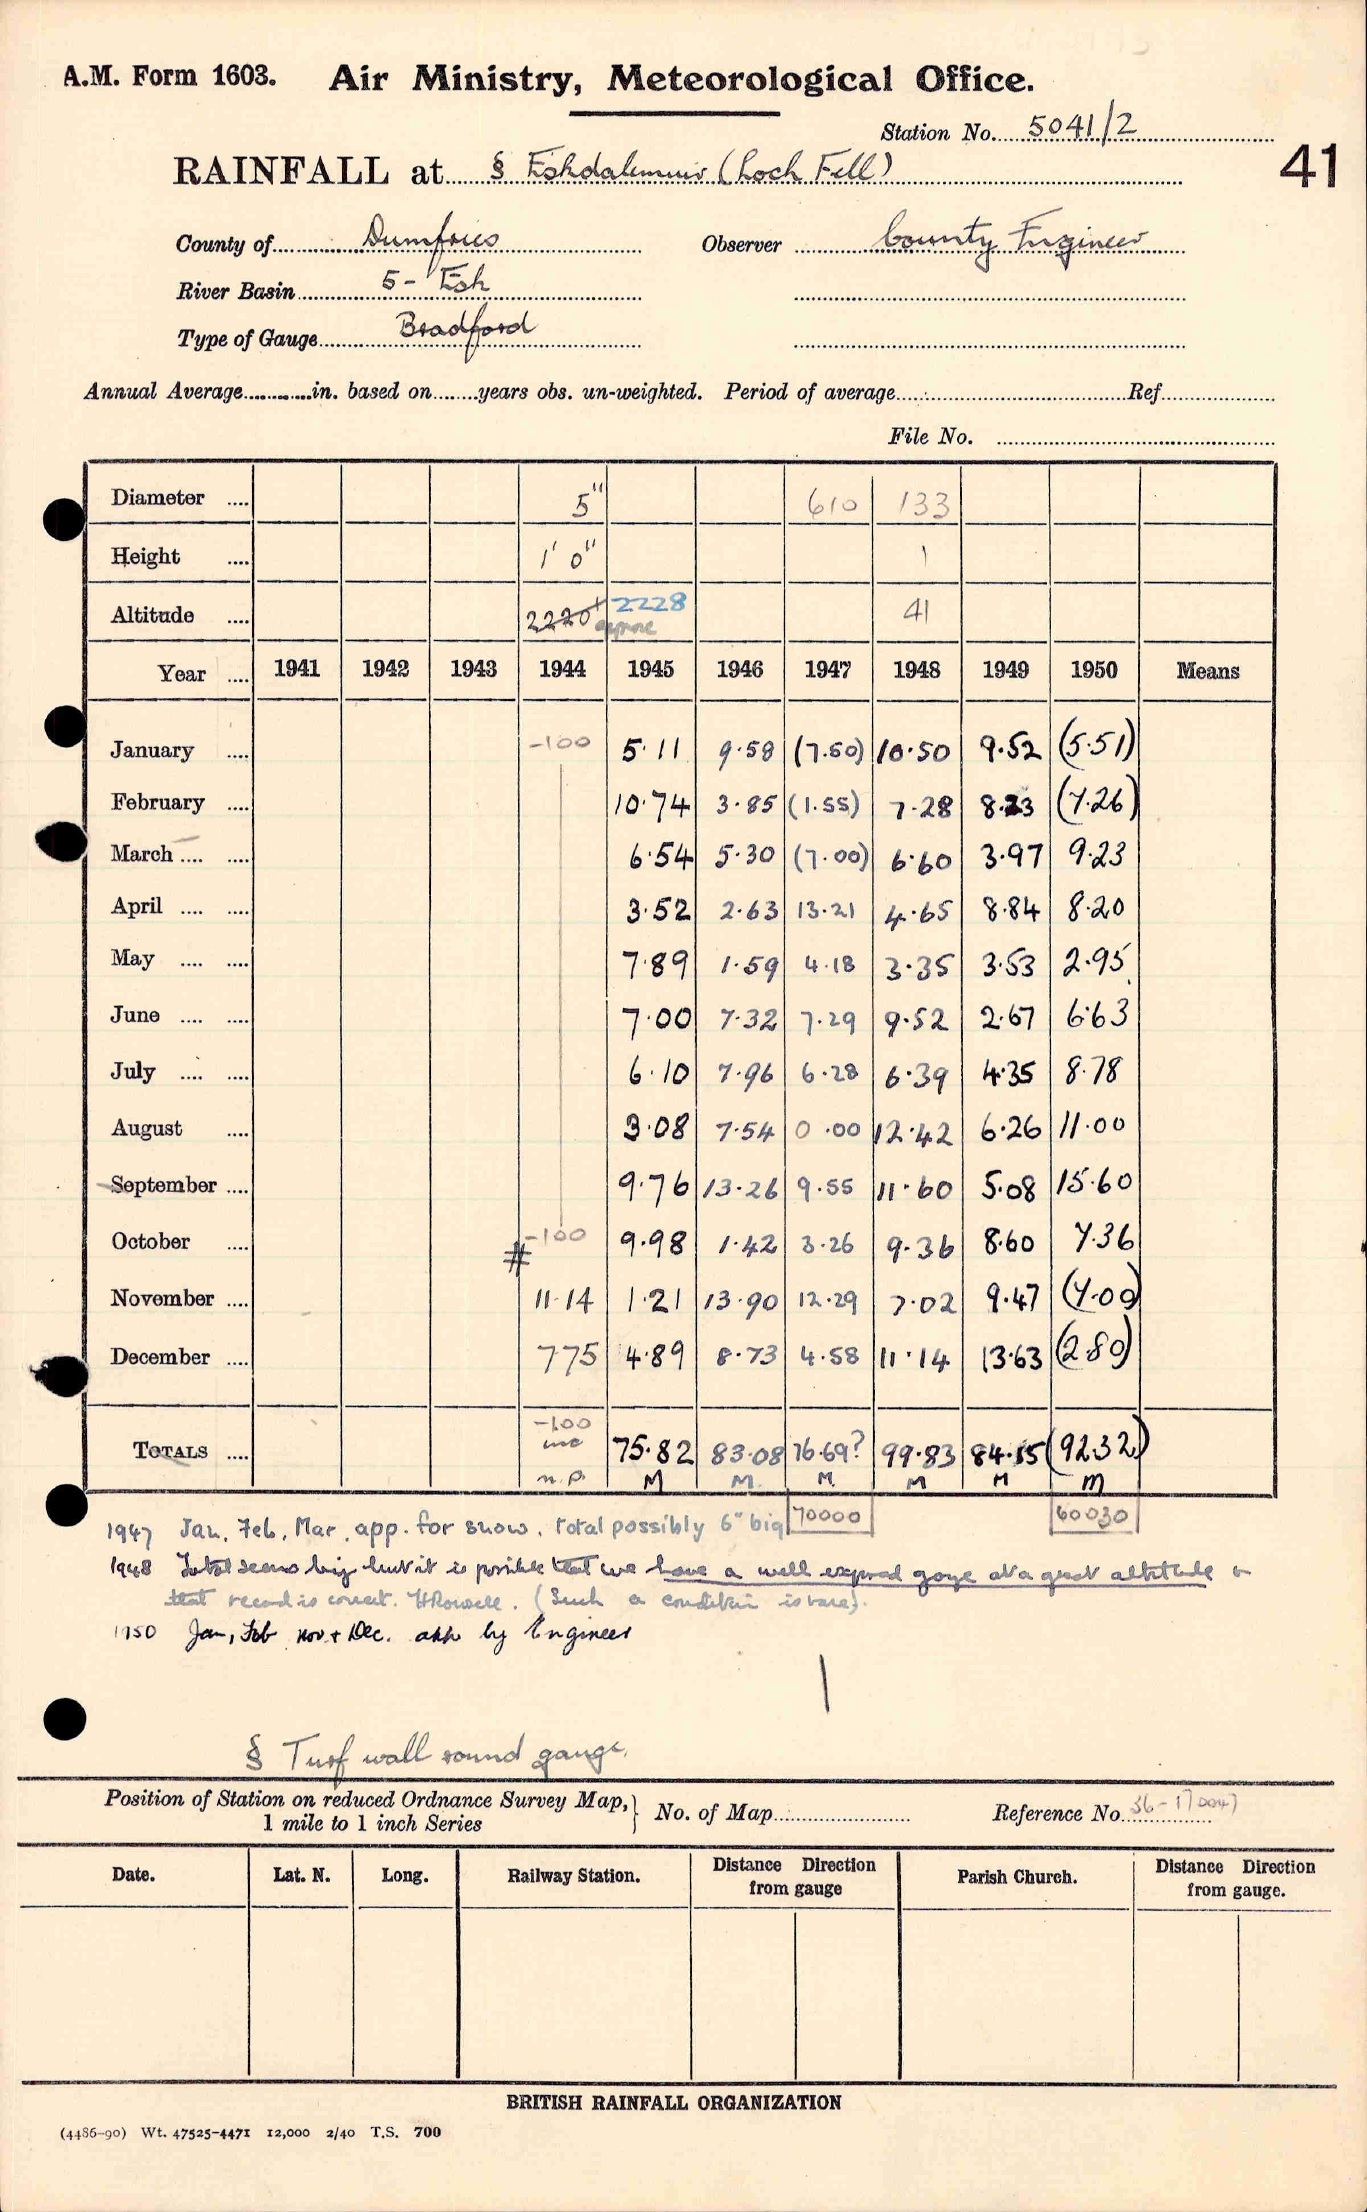 A.M. Form 1603. Air Ministry, Meteorological Office.
Station No. 5041/2
41
RAINFALL at § Eskdalemuir (Loch Fell)
County of Dumfries Observer County Engineer
River Basin 5 - Esk
Type of Gauge Bradford
Annual Average in. based on years obs. un-weighted. Period of average Ref
File No.
Diameter 5" 610 133
Height 1' 0" 1
Altitude 2220' 2228 41
approx
Year 1941 1942 1943 1944 1945 1946 1947 1948 1949 1950 Means
January -100 5.11 9.58 (7.50) 10.50 9.52 (5.51)
February 10.74 3.85 (1.55) 7.28 8.23 (7.26)
March 6.54 5.30 (7.00) 6.60 3.97 9.23
April 3.52 2.63 13.21 4.65 8.84 8.20
May 7.89 1.59 4.18 3.35 3.53 2.95
June 7.00 7.32 7.29 9.52 2.67 6.63
July 6.10 7.96 6.28 6.39 4.35 8.78
August 3.08 7.54 0.00 12.42 6.26 11.00
September 9.76 13.26 9.55 11.60 5.08 15.60
October # -100 9.98 1.42 3.26 9.36 8.60 7.36
November 11.14 1.21 13.90 12.29 7.02 9.47 (7.00)
December 775 4.89 8.73 4.58 11.14 13.63 (2.80)
TOTALS -100 inc n.p. 75.82 83.08 76.69? 99.83 84.15 (92.32)
M M. M. M M M
70000 60030
1947 Jan, Feb, Mar, app. for snow. Total possibly 6" big
1948 Total seems big but it is possible that we have a well exposed gauge at a great altitude &
that record is correct. HRowell. (Such a condition is rare).
1950 Jan, Feb Nov & Dec. app by Engineer
§ Turf wall round gauge.
Position of Station on reduced Ordnance Survey Map, 1 mile to 1 inch Series } No. of Map Reference No. 36-170047
Date. Lat. N. Long. Railway Station. Distance Direction from gauge Parish Church. Distance Direction from gauge.
BRITISH RAINFALL ORGANIZATION
(4486-90) Wt. 47525-4471 12,000 2/40 T.S. 700